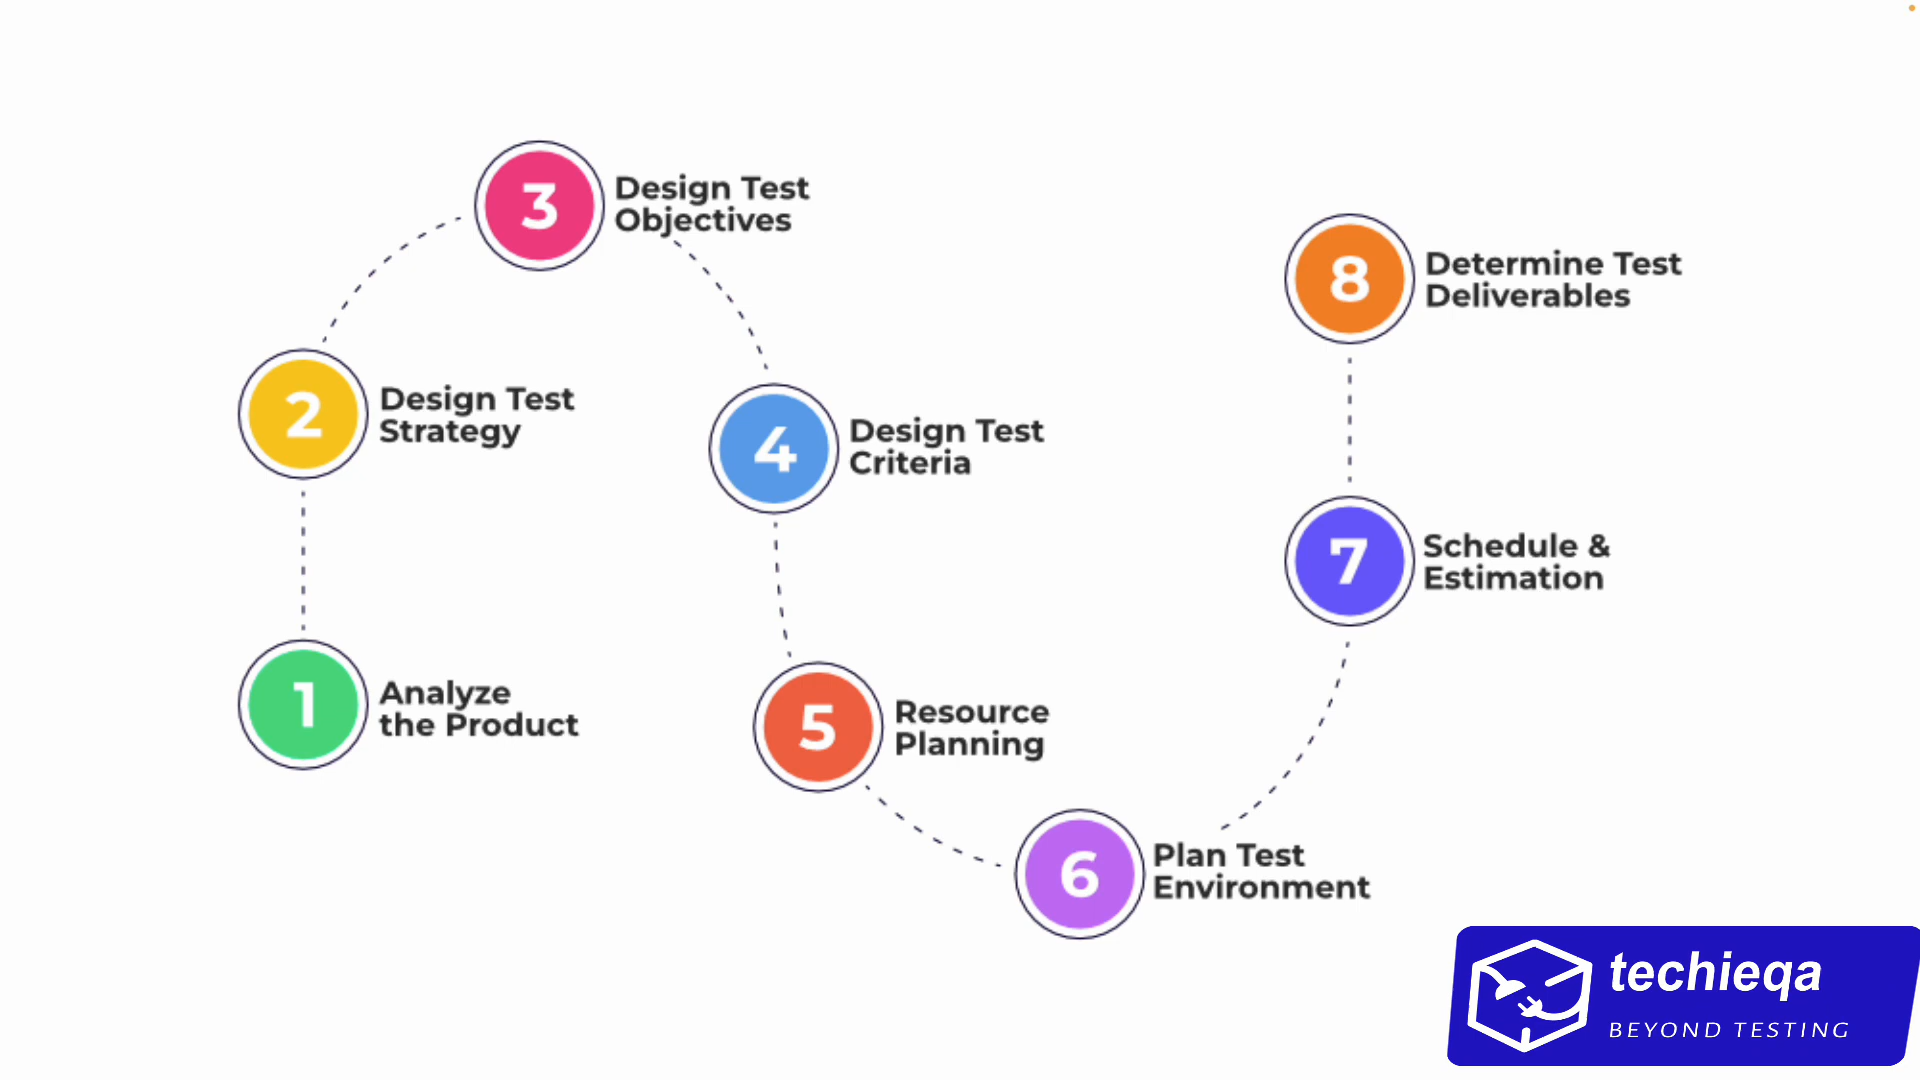 1
Analyze
the Product
2
Design Test
Strategy
3
Design Test
Objectives
4
Design Test
Criteria
5
Resource
Planning
6
Plan Test
Environment
7
Schedule &
Estimation
8
Determine Test
Deliverables
techieqa
BEYOND TESTING